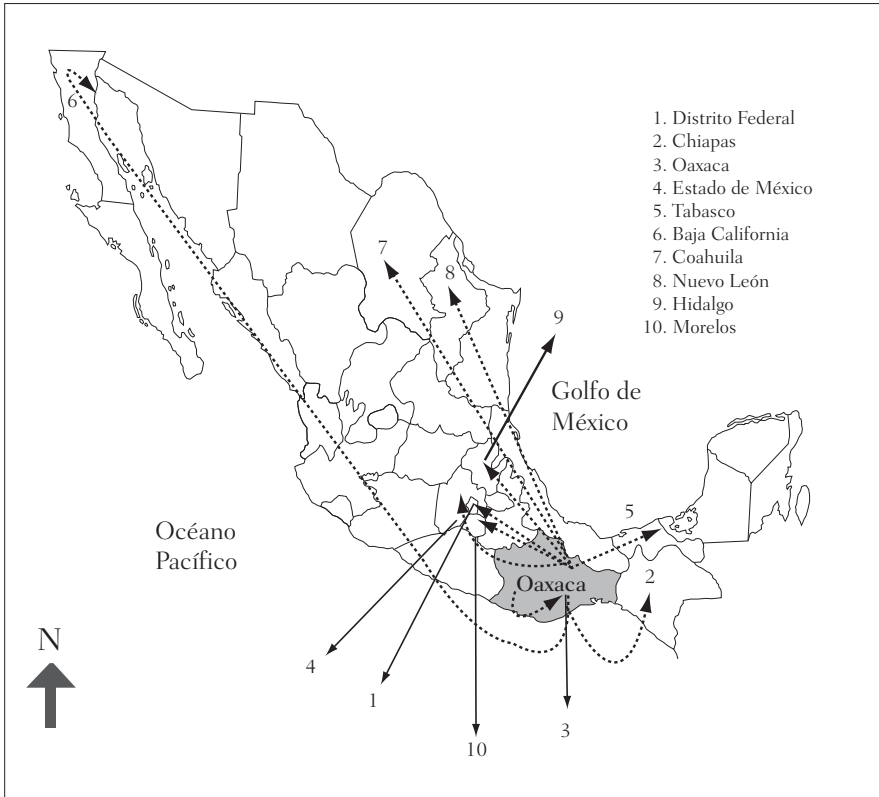 6
1. Distrito Federal
2. Chiapas
3. Oaxaca
4. Estado de México
5. Tabasco
6. Baja California
7. Coahuila
8. Nuevo León
9. Hidalgo
10. Morelos
7
8
9
Golfo de
México
5
Océano
Pacífico
Oaxaca
2
N
4
1
3
10